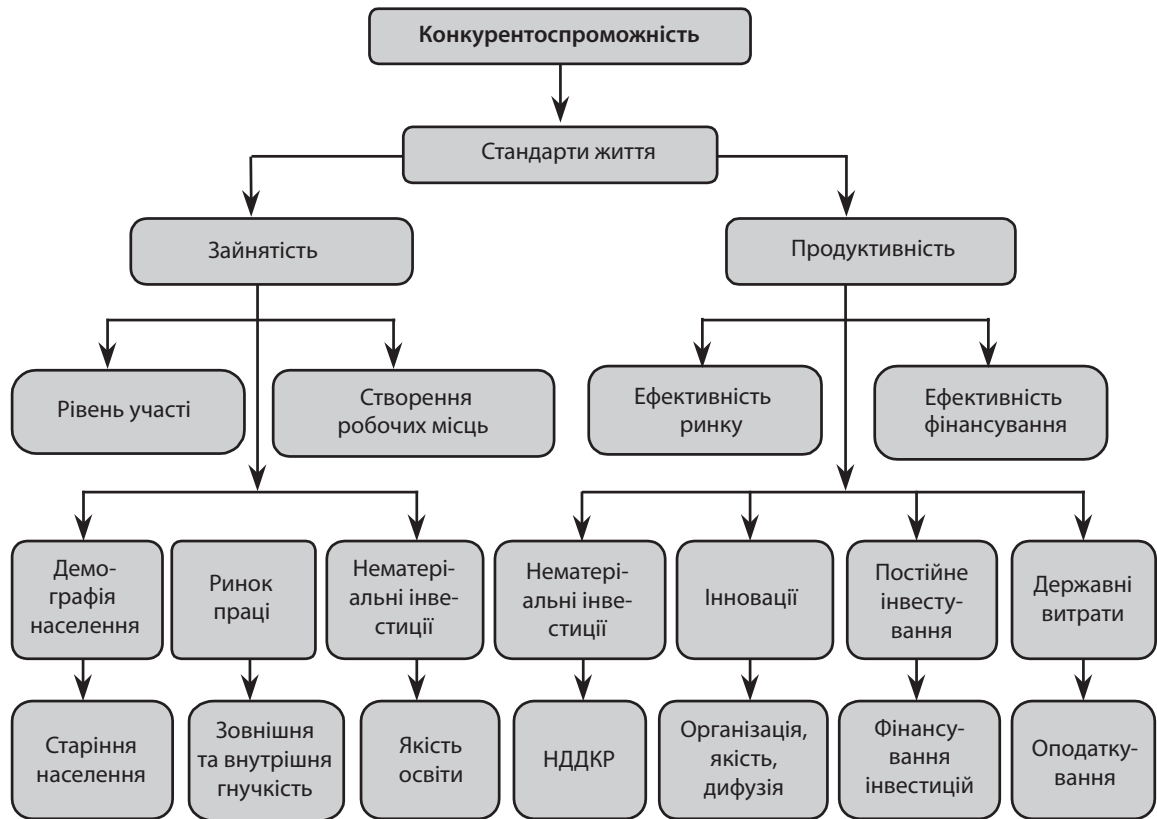 Конкурентоспроможність
Стандарти життя
Зайнятість
Продуктивність
Рівень участі
Створення
робочих місць
Ефективність
ринку
Ефективність
фінансування
Демо-
графія
населення
Ринок
праці
Нематері-
альні інве-
стиції
Нематері-
альні інве-
стиції
Інновації
Постійне
інвесту-
вання
Державні
витрати
Старіння
населення
Зовнішня
та внутрішня
гнучкість
Якість
освіти
НДДКР
Організація,
якість,
дифузія
Фінансу-
вання
інвестицій
Оподатку-
вання